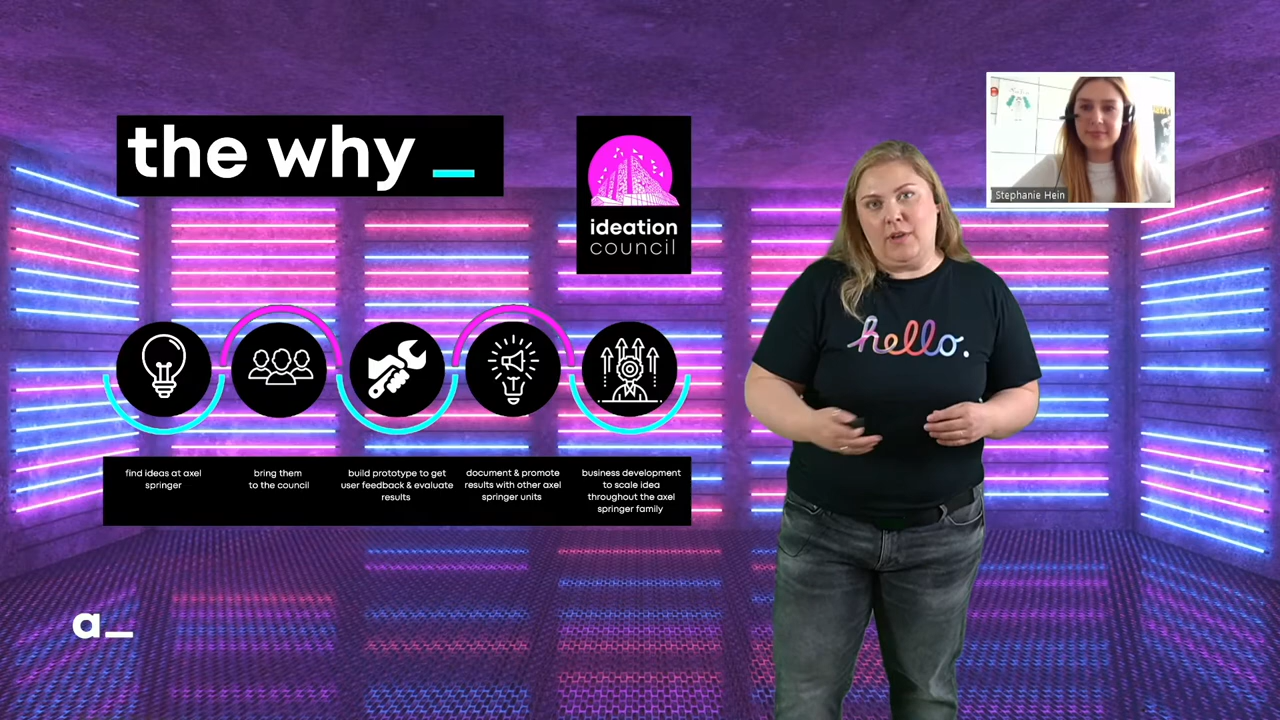 the why _
ideation
council
Stephanie Hein
hello.
find ideas at axel
springer
bring them
to the council
build prototype to get
user feedback & evaluate
results
document & promote
results with other axel
springer units
business development
to scale idea
throughout the axel
springer family
a_